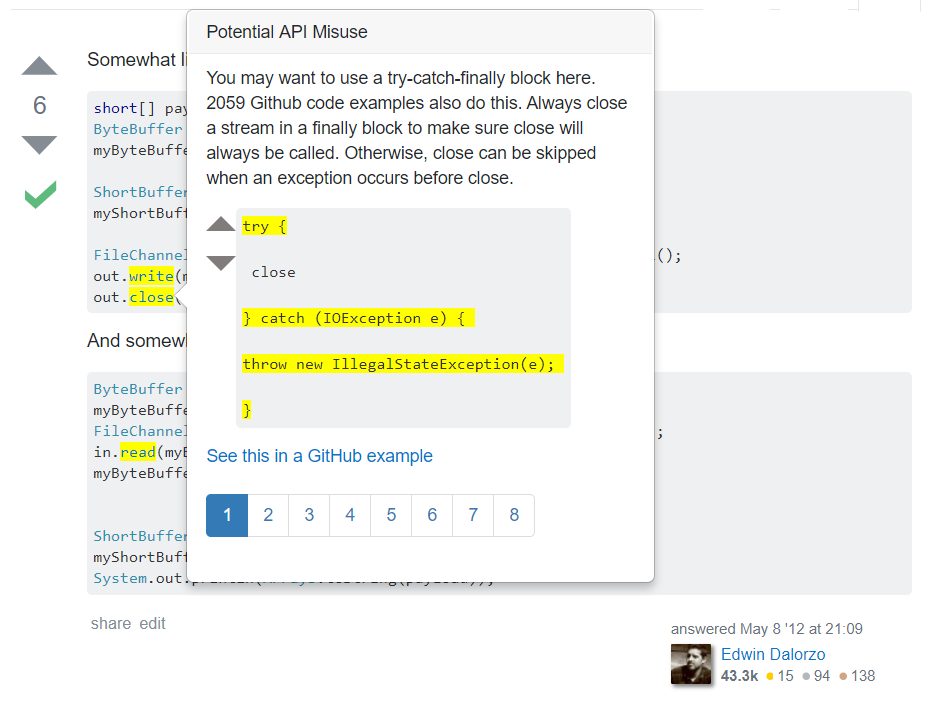 Somewhat li
6
short[] pay
ByteBuffer
myByteBuffe
ShortBuffer
myShortBuff
FileChannel .();
out.write(m
out.close(
And somewh
ByteBuffer
myByteBuffe
FileChannel ;
in.read(myB
myByteBuffe
ShortBuffer
myShortBuff
System.out.
share edit
Potential API Misuse
You may want to use a try-catch-finally block here.
2059 Github code examples also do this. Always close
a stream in a finally block to make sure close will
always be called. Otherwise, close can be skipped
when an exception occurs before close.
try {
close
} catch (IOException e) {
throw new IllegalStateException(e);
}
See this in a GitHub example
1 2 3 4 5 6 7 8
answered May 8 '12 at 21:09
Edwin Dalorzo
43.3k 15 94 138